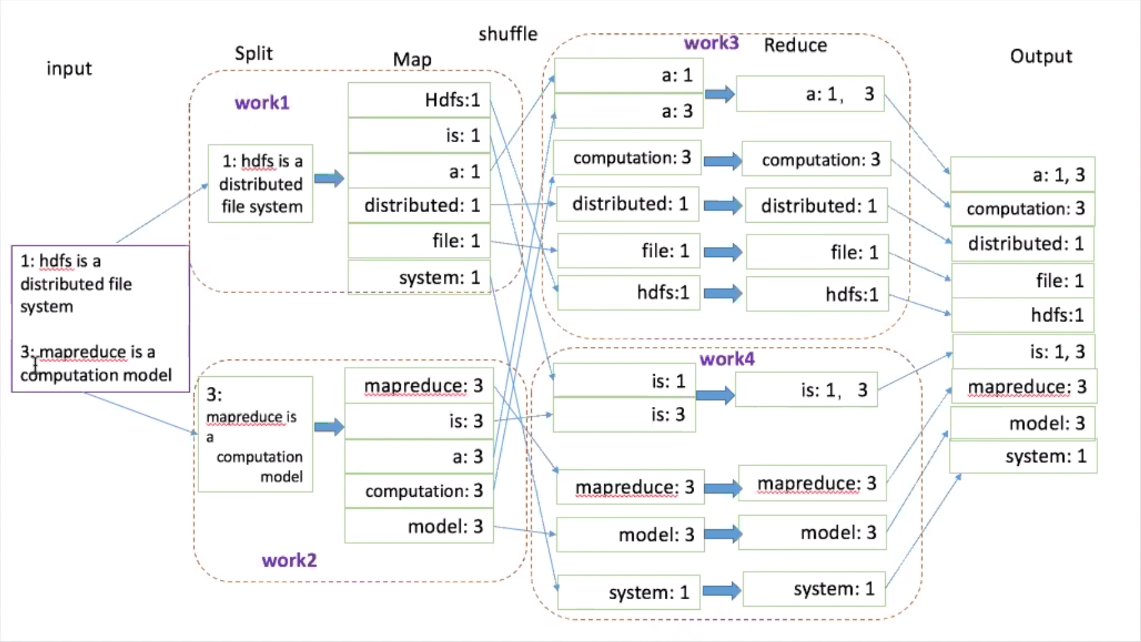 input
Split
Map
shuffle
Reduce
Output
work1
1: hdfs is a
distributed
file system
Hdfs:1
is: 1
a: 1
distributed: 1
file: 1
system: 1
1: hdfs is a
distributed file
system
3: mapreduce is a
computation model
3:
mapreduce is
a
computation
model
mapreduce: 3
is: 3
a: 3
computation: 3
model: 3
work2
work3
a: 1
a: 3
computation: 3
distributed: 1
file: 1
hdfs:1
a: 1, 3
computation: 3
distributed: 1
file: 1
hdfs:1
work4
is: 1
is: 3
mapreduce: 3
model: 3
system: 1
is: 1, 3
mapreduce: 3
model: 3
system: 1
a: 1, 3
computation: 3
distributed: 1
file: 1
hdfs:1
is: 1, 3
mapreduce: 3
model: 3
system: 1